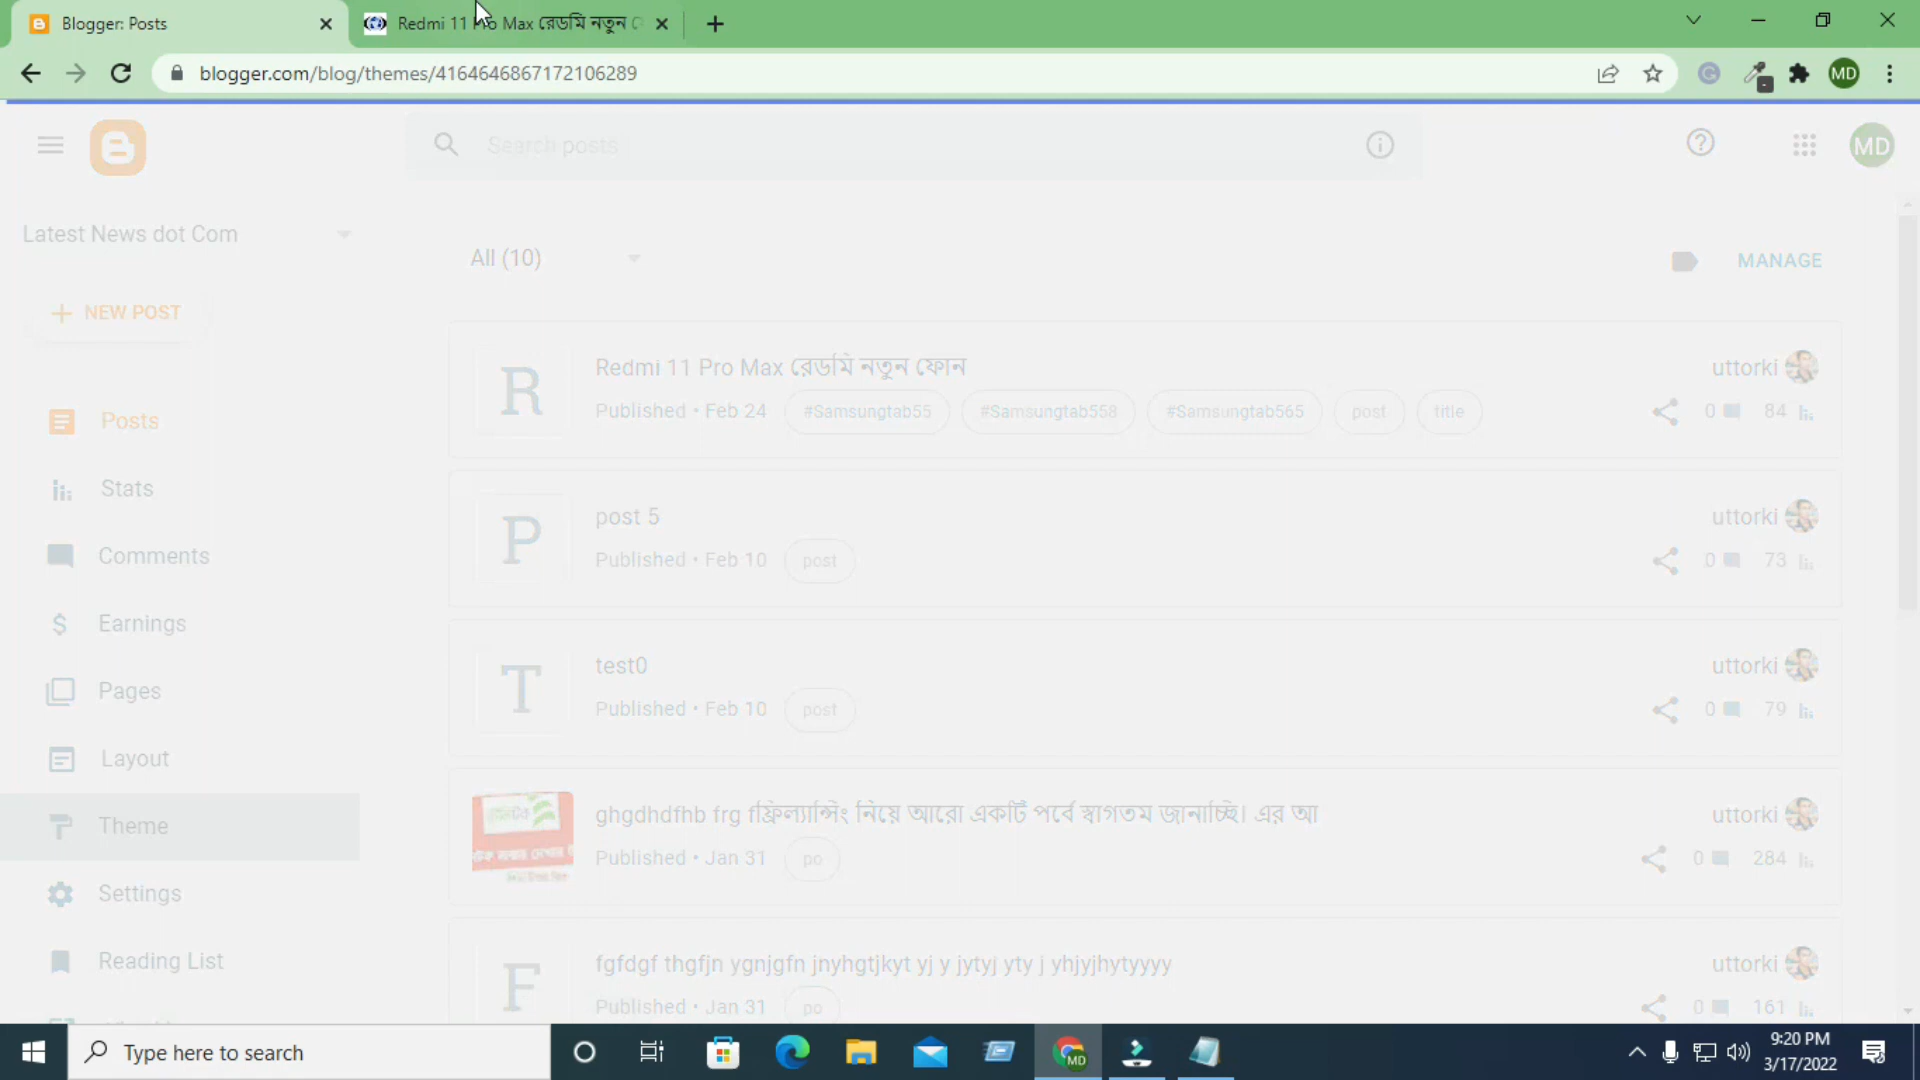 Blogger: Posts
Redmi 11 Pro Max রেডমি নতুন
blogger.com/blog/themes/4164646867172106289
MD
Search posts
MD
Latest News dot Com
All (10)
MANAGE
NEW POST
Redmi 11 Pro Max রেডমি নতুন ফোন
uttorki
Published • Feb 24
#Samsungtab55
#Samsungtab558
#Samsungtab565
post
title
0
84
Posts
Stats
post 5
uttorki
Published • Feb 10
post
0
73
Comments
Earnings
test0
uttorki
Published • Feb 10
post
0
79
Pages
Layout
Theme
ghgdhdfhb frg fফ্রিল্যান্সিং নিয়ে আরো একটি পর্বে স্বাগতম জানাচ্ছি। এর আ
uttorki
Published • Jan 31
po
0
284
Settings
Reading List
fgfdgf thgfjn ygnjgfn jnyhgtjkyt yj y jytyj yty j yhjyjhytyyyy
uttorki
Published • Jan 31
po
0
161
Type here to search
MD
9:20 PM
3/17/2022